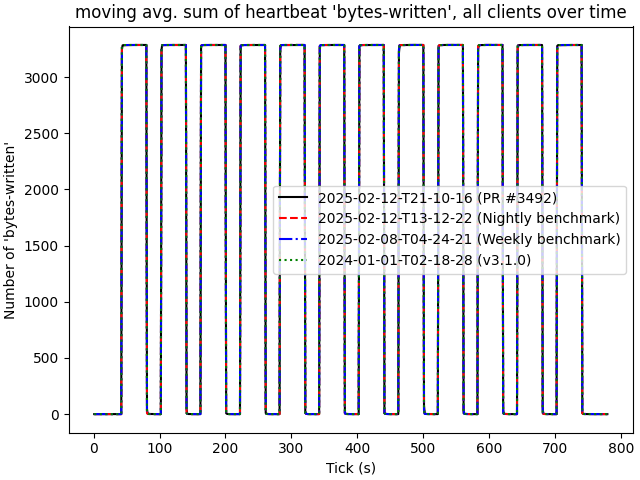 moving avg. sum of heartbeat 'bytes-written', all clients over time
Number of 'bytes-written'
3000
2500
2000
1500
1000
500
0
2025-02-12-T21-10-16 (PR #3492)
2025-02-12-T13-12-22 (Nightly benchmark)
2025-02-08-T04-24-21 (Weekly benchmark)
2024-01-01-T02-18-28 (v3.1.0)
0 100 200 300 400 500 600 700 800
Tick (s)